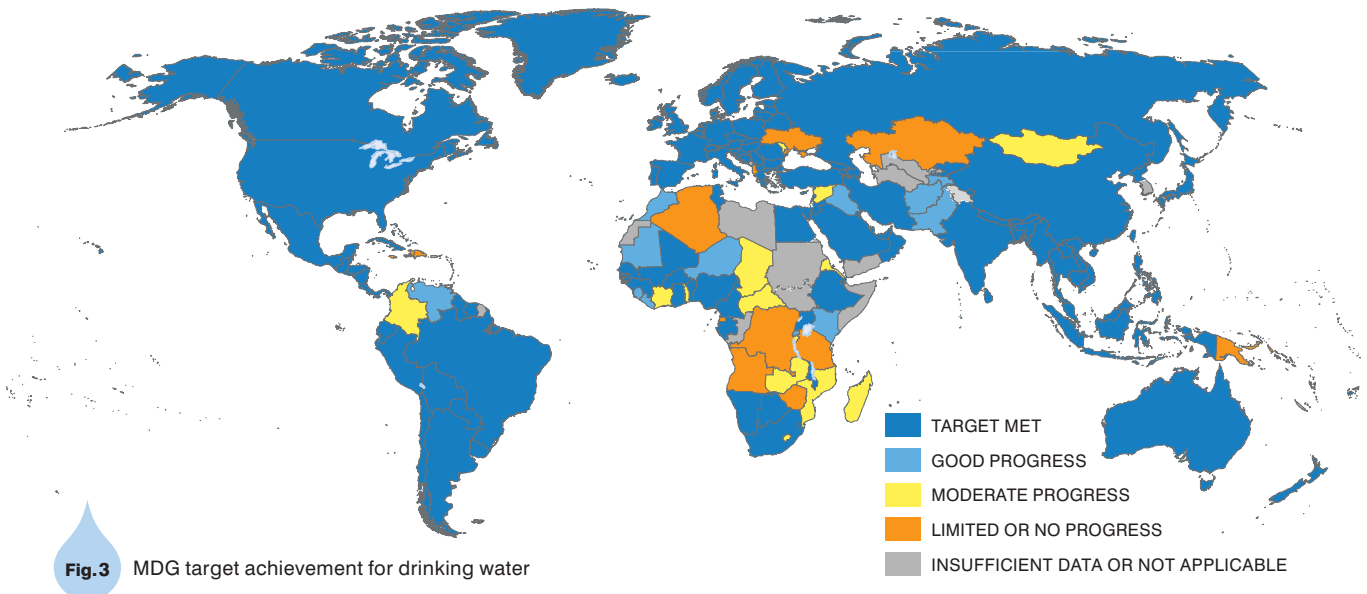 TARGET MET
GOOD PROGRESS
MODERATE PROGRESS
LIMITED OR NO PROGRESS
INSUFFICIENT DATA OR NOT APPLICABLE
Fig.3 MDG target achievement for drinking water